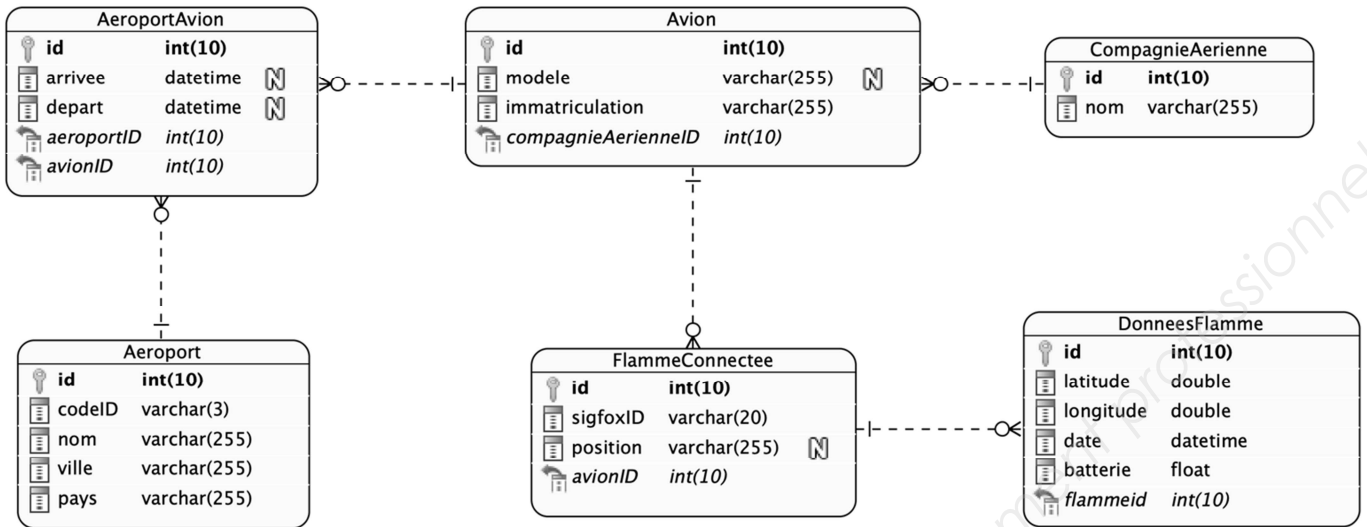 AeroportAvion
id int(10)
arrivee datetime N
depart datetime N
aeroportID int(10)
avionID int(10)
Avion
id int(10)
modele varchar(255) N
immatriculation varchar(255)
compagnieAerienneID int(10)
CompagnieAerienne
id int(10)
nom varchar(255)
Aeroport
id int(10)
codeID varchar(3)
nom varchar(255)
ville varchar(255)
pays varchar(255)
FlammeConnectee
id int(10)
sigfoxID varchar(20)
position varchar(255) N
avionID int(10)
DonneesFlamme
id int(10)
latitude double
longitude double
date datetime
batterie float
flammeid int(10)